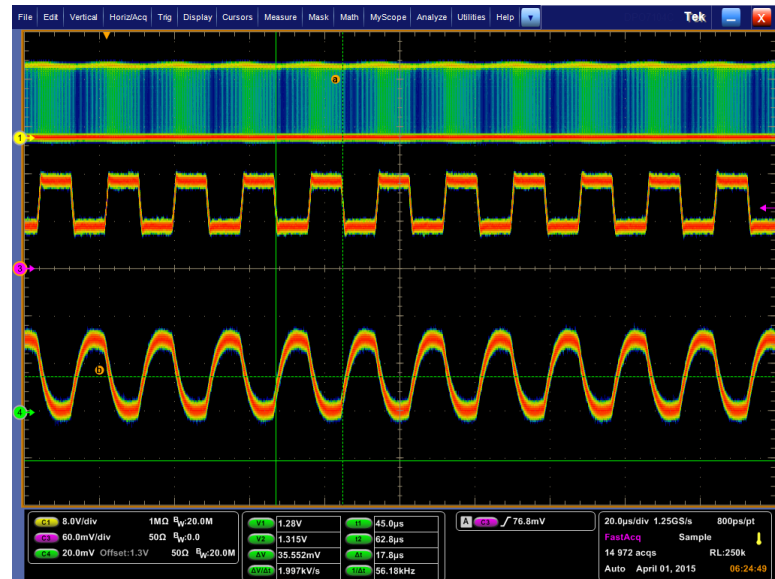 File Edit Vertical Horiz/Acq Trig Display Cursors Measure Mask Math MyScope Analyze Utilities Help Tek X
a
1
3
b
4
C1 8.0V/div 1MΩ BW:20.0M
C3 60.0mV/div 50Ω BW:0.0
C4 20.0mV Offset:1.3V 50Ω BW:20.0M
V1 1.28V t1 45.0µs
V2 1.315V t2 62.8µs
ΔV 35.552mV Δt 17.8µs
ΔV/Δt 1.997kV/s 1/Δt 56.18kHz
A C3 76.8mV
20.0µs/div 1.25GS/s 800ps/pt
FastAcq Sample
14 972 acqs RL:250k
Auto April 01, 2015 06:24:49